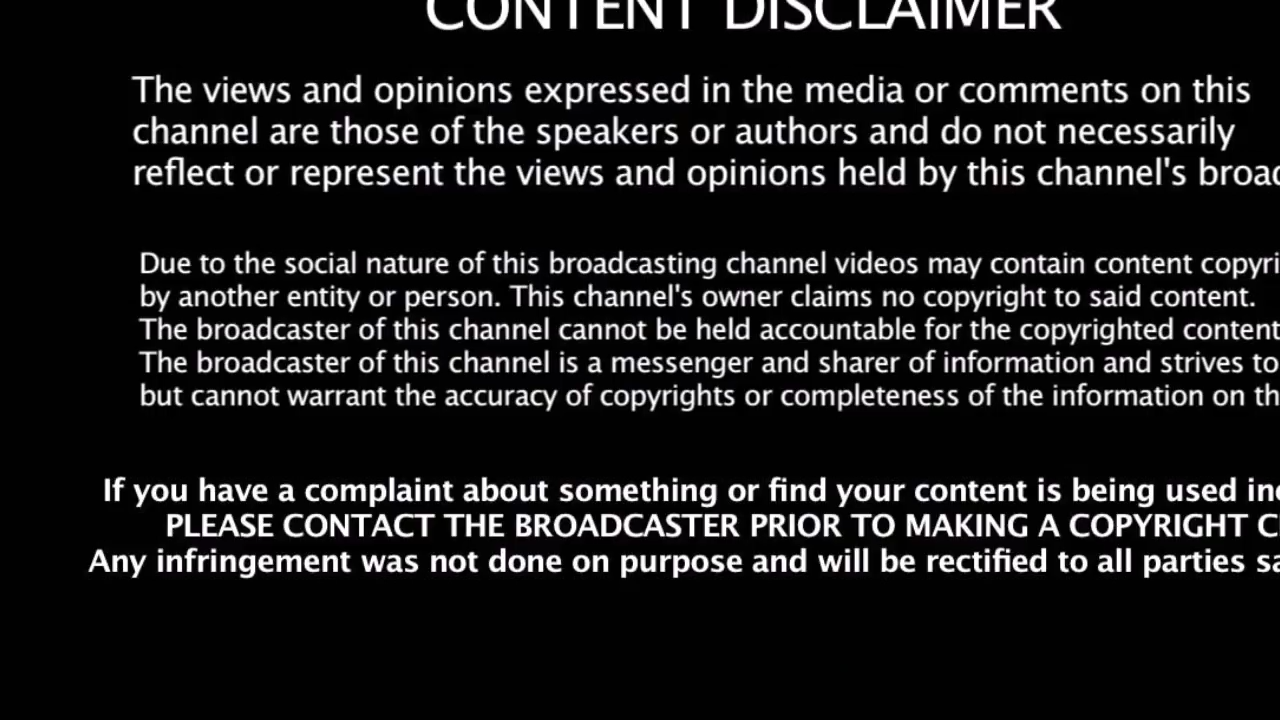 CONTENT DISCLAIMER
The views and opinions expressed in the media or comments on this
channel are those of the speakers or authors and do not necessarily
reflect or represent the views and opinions held by this channel's
Due to the social nature of this broadcasting channel videos may contain content
by another entity or person. This channel's owner claims no copyright to said content.
The broadcaster of this channel cannot be held accountable for the copyrighted content
The broadcaster of this channel is a messenger and sharer of information and strives to
but cannot warrant the accuracy of copyrights or completeness of the information on
If you have a complaint about something or find your content is being used
PLEASE CONTACT THE BROADCASTER PRIOR TO MAKING A COPYRIGHT
Any infringement was not done on purpose and will be rectified to all parties